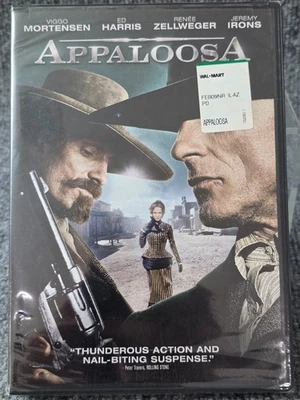 VIGGO MORTENSEN
ED HARRIS
RENÉE ZELLWEGER
JEREMY IRONS
APPALOOSA
WAL-MART
PD
APPALOOSA
"THUNDEROUS ACTION AND
NAIL-BITING SUSPENSE."
Peter Travers, ROLLING STONE